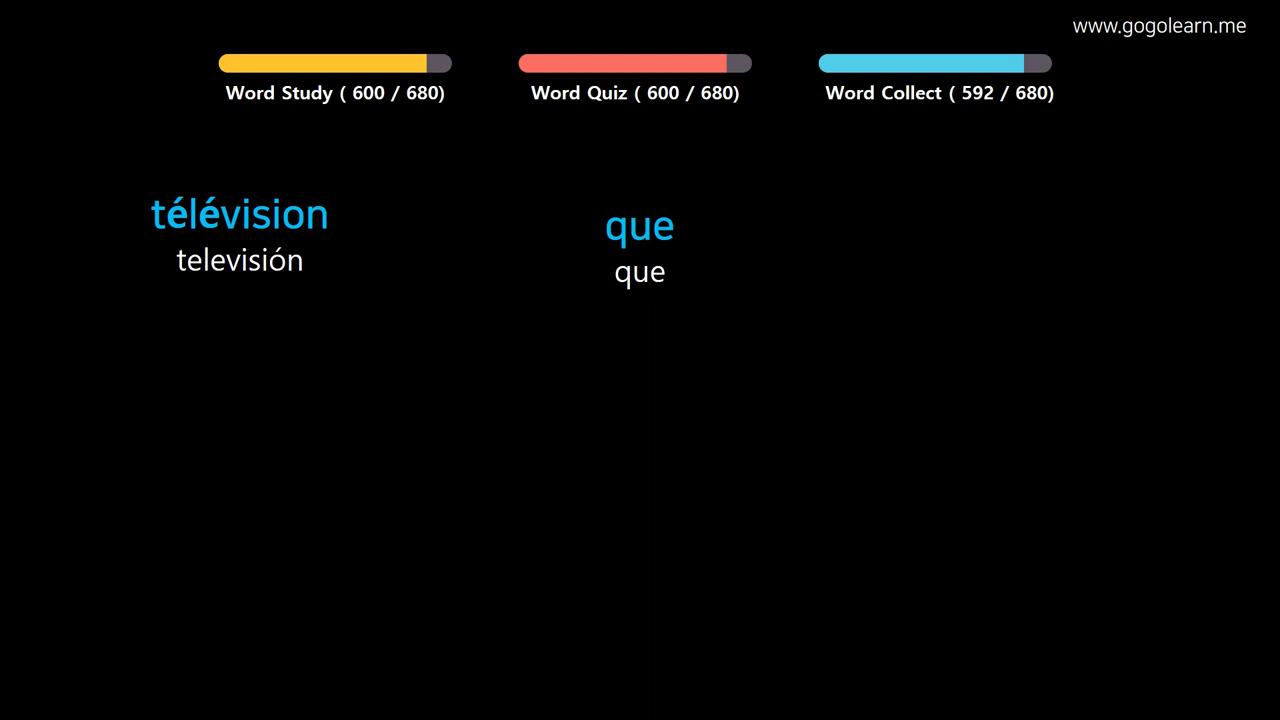 www.gogolearn.me
Word Study ( 600 / 680)
Word Quiz ( 600 / 680)
Word Collect ( 592 / 680)
télévision
televisión
que
que